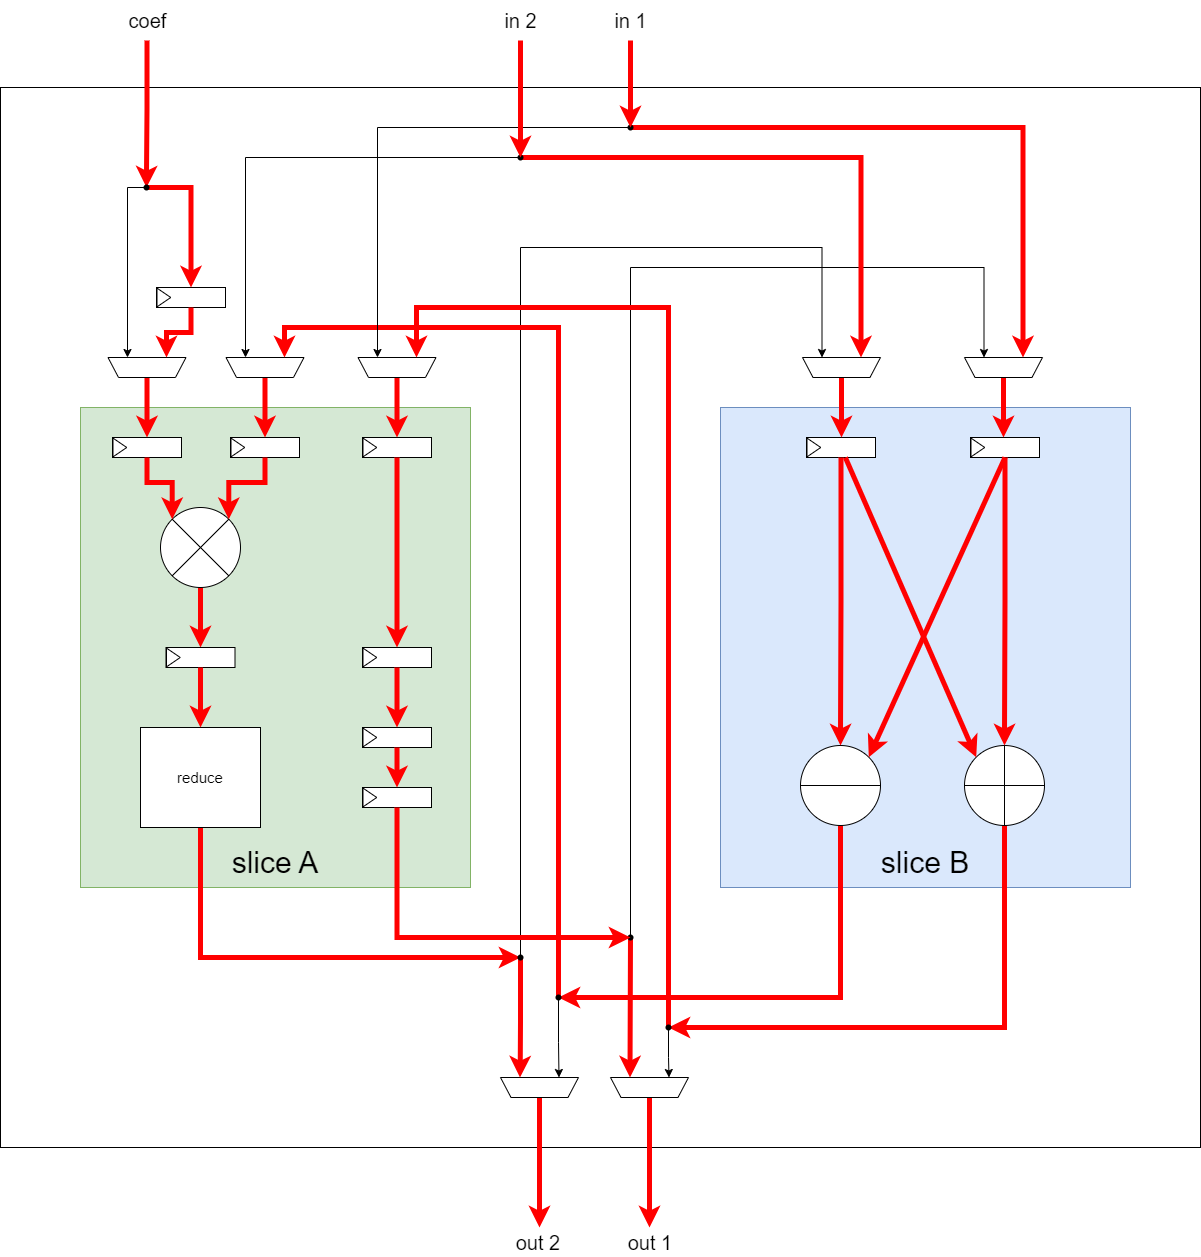 coef
in 2
in 1
reduce
slice A
slice B
out 2
out 1